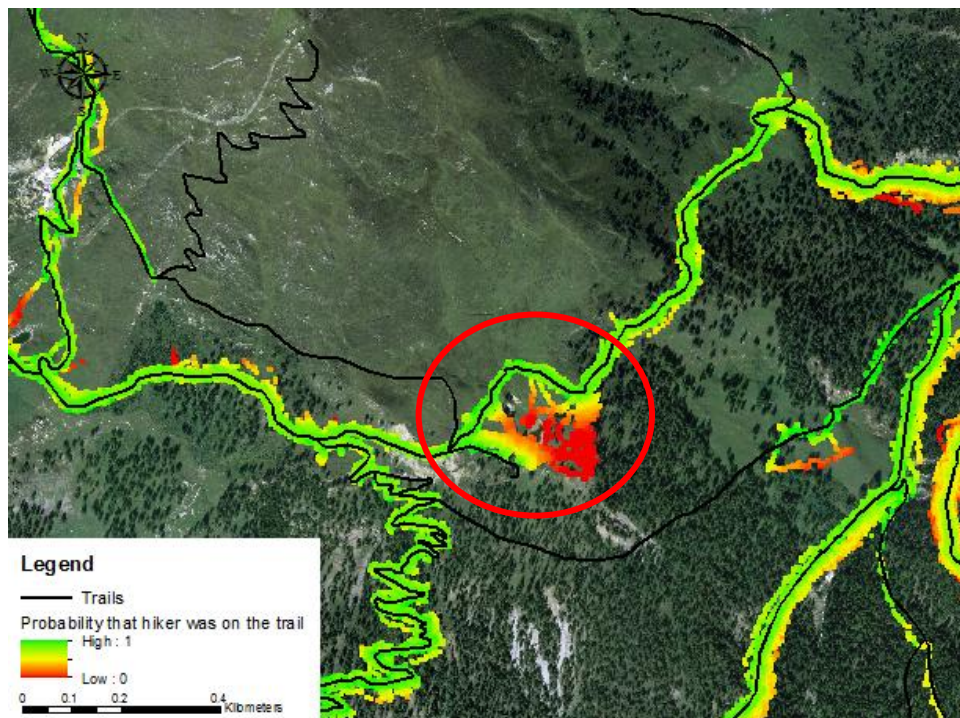 N
W E
S
Legend
Trails
Probability that hiker was on the trail
High : 1
Low : 0
0 0.1 0.2 0.4
Kilometers